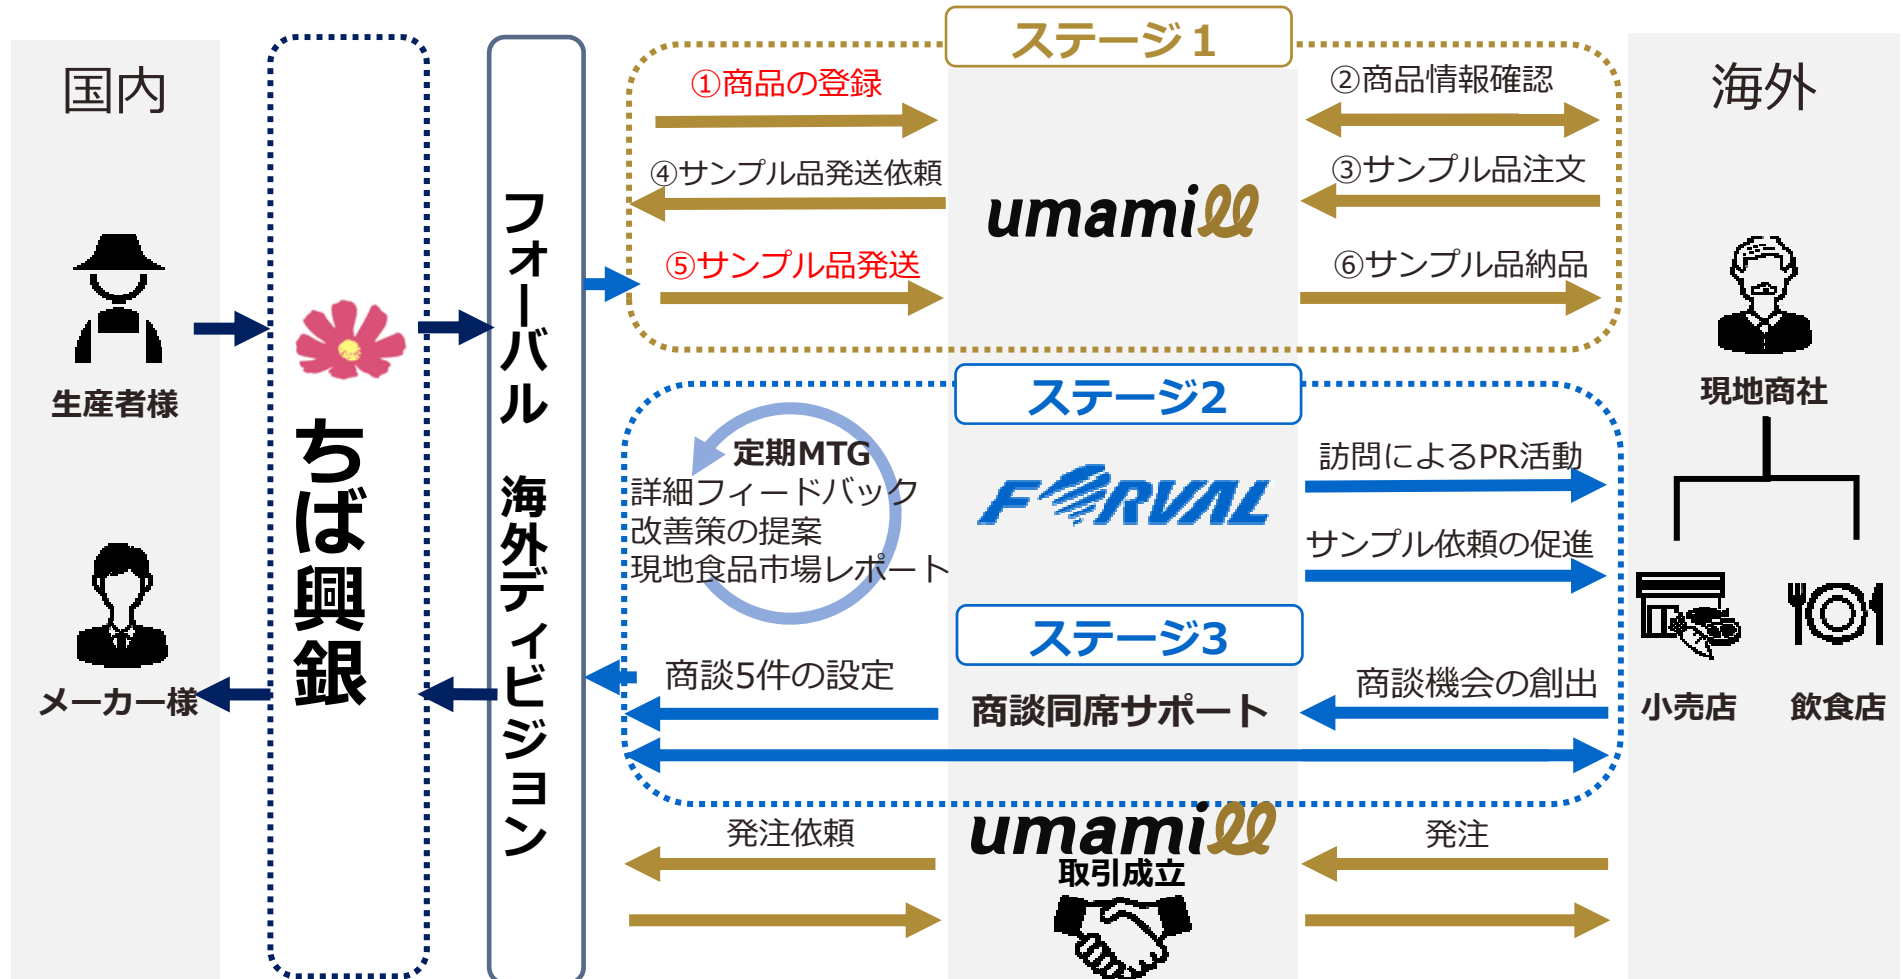 国内
生産者様
メーカー様
ちば興銀
フォーバル 海外ディビジョン
ステージ１
①商品の登録
②商品情報確認
④サンプル品発送依頼
③サンプル品注文
umamill
⑤サンプル品発送
⑥サンプル品納品
ステージ2
定期MTG
詳細フィードバック
改善策の提案
現地食品市場レポート
FORVAL
訪問によるPR活動
サンプル依頼の促進
ステージ3
商談5件の設定
商談同席サポート
商談機会の創出
umamill
発注依頼
発注
取引成立
海外
現地商社
小売店
飲食店